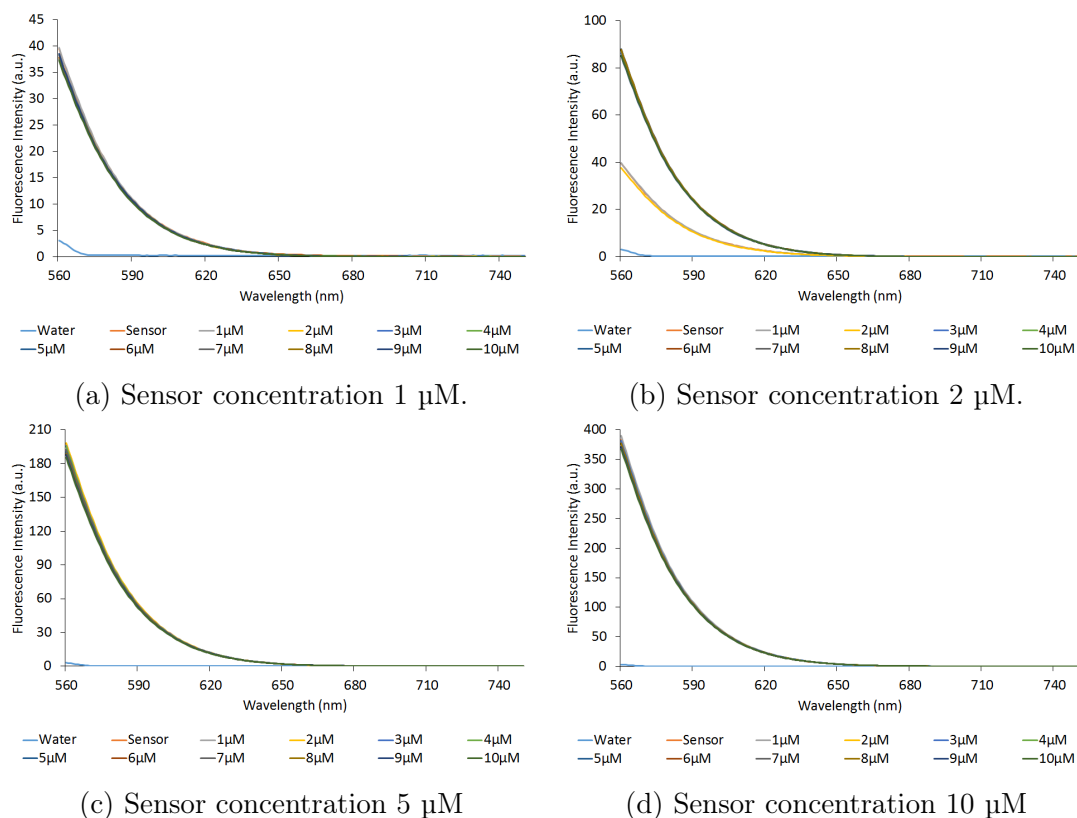 45
40
35
30
25
20
15
10
5
0
Fluorescence Intensity (a.u.)
560 590 620 650 680 710 740
Wavelength (nm)
Water Sensor 1µM 2µM 3µM 4µM
5µM 6µM 7µM 8µM 9µM 10µM
(a) Sensor concentration 1 µM.
100
80
60
40
20
0
Fluorescence Intensity (a.u.)
560 590 620 650 680 710 740
Wavelength (nm)
Water Sensor 1µM 2µM 3µM 4µM
5µM 6µM 7µM 8µM 9µM 10µM
(b) Sensor concentration 2 µM.
210
180
150
120
90
60
30
0
Fluorescence Intensity (a.u.)
560 590 620 650 680 710 740
Wavelength (nm)
Water Sensor 1µM 2µM 3µM 4µM
5µM 6µM 7µM 8µM 9µM 10µM
(c) Sensor concentration 5 µM
400
350
300
250
200
150
100
50
0
Fluorescence Intensity (a.u.)
560 590 620 650 680 710 740
Wavelength (nm)
Water Sensor 1µM 2µM 3µM 4µM
5µM 6µM 7µM 8µM 9µM 10µM
(d) Sensor concentration 10 µM